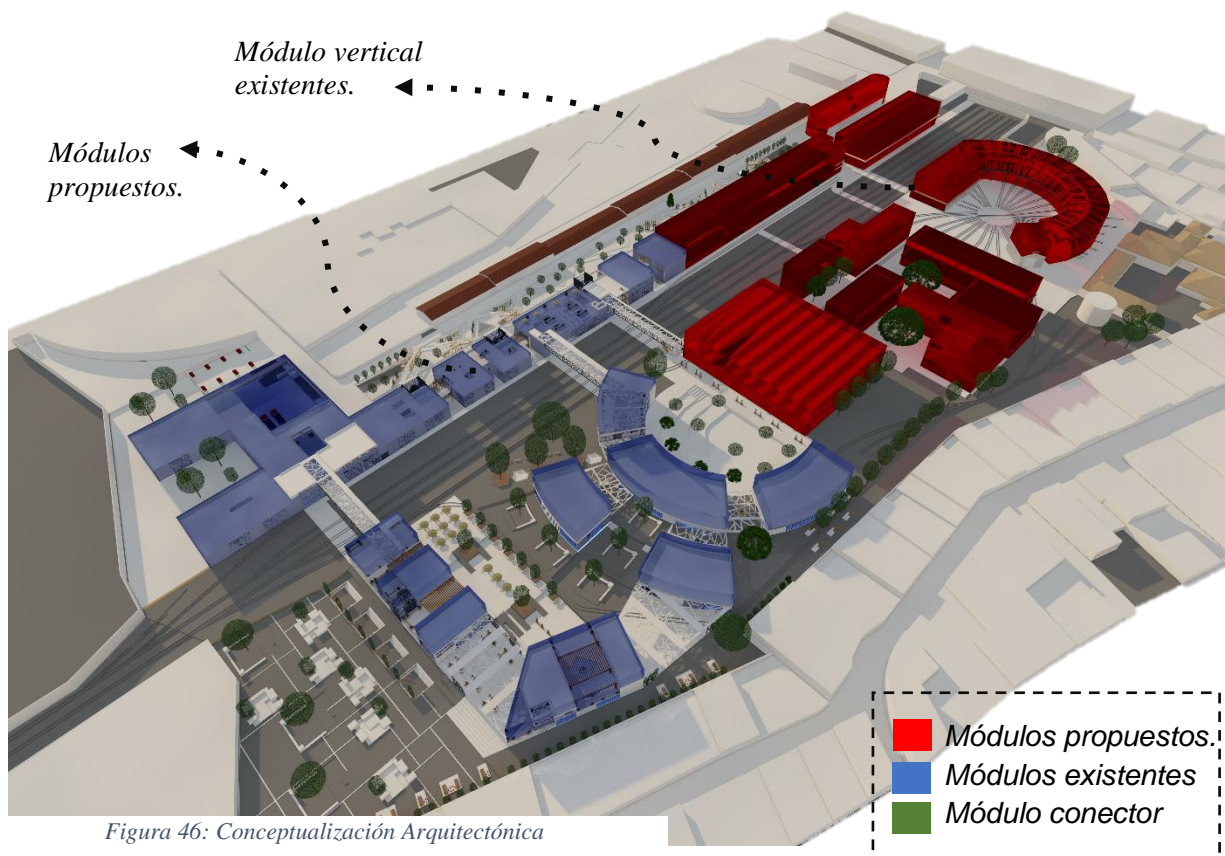 Módulo vertical
existentes.
Módulos
propuestos.
Módulos propuestos.
Módulos existentes
Módulo conector
Figura 46: Conceptualización Arquitectónica